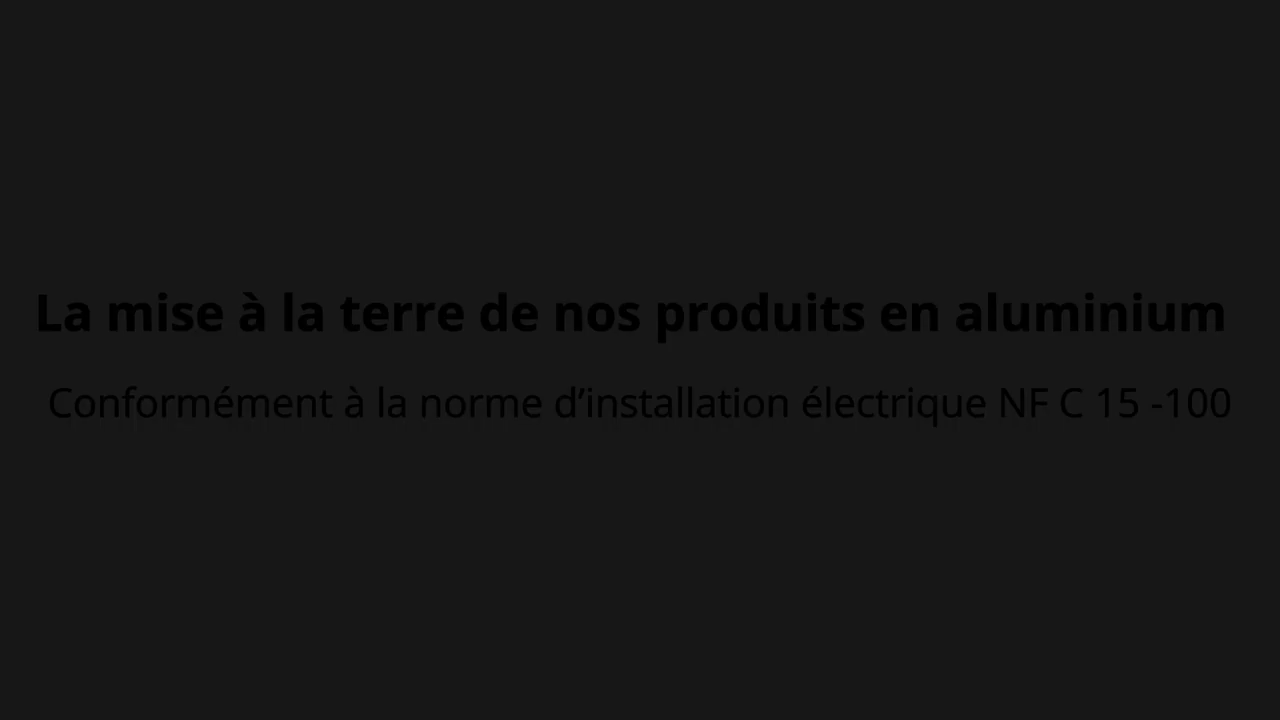 La mise à la terre de nos produits en aluminium
Conformément à la norme d’installation électrique NF C 15 -100